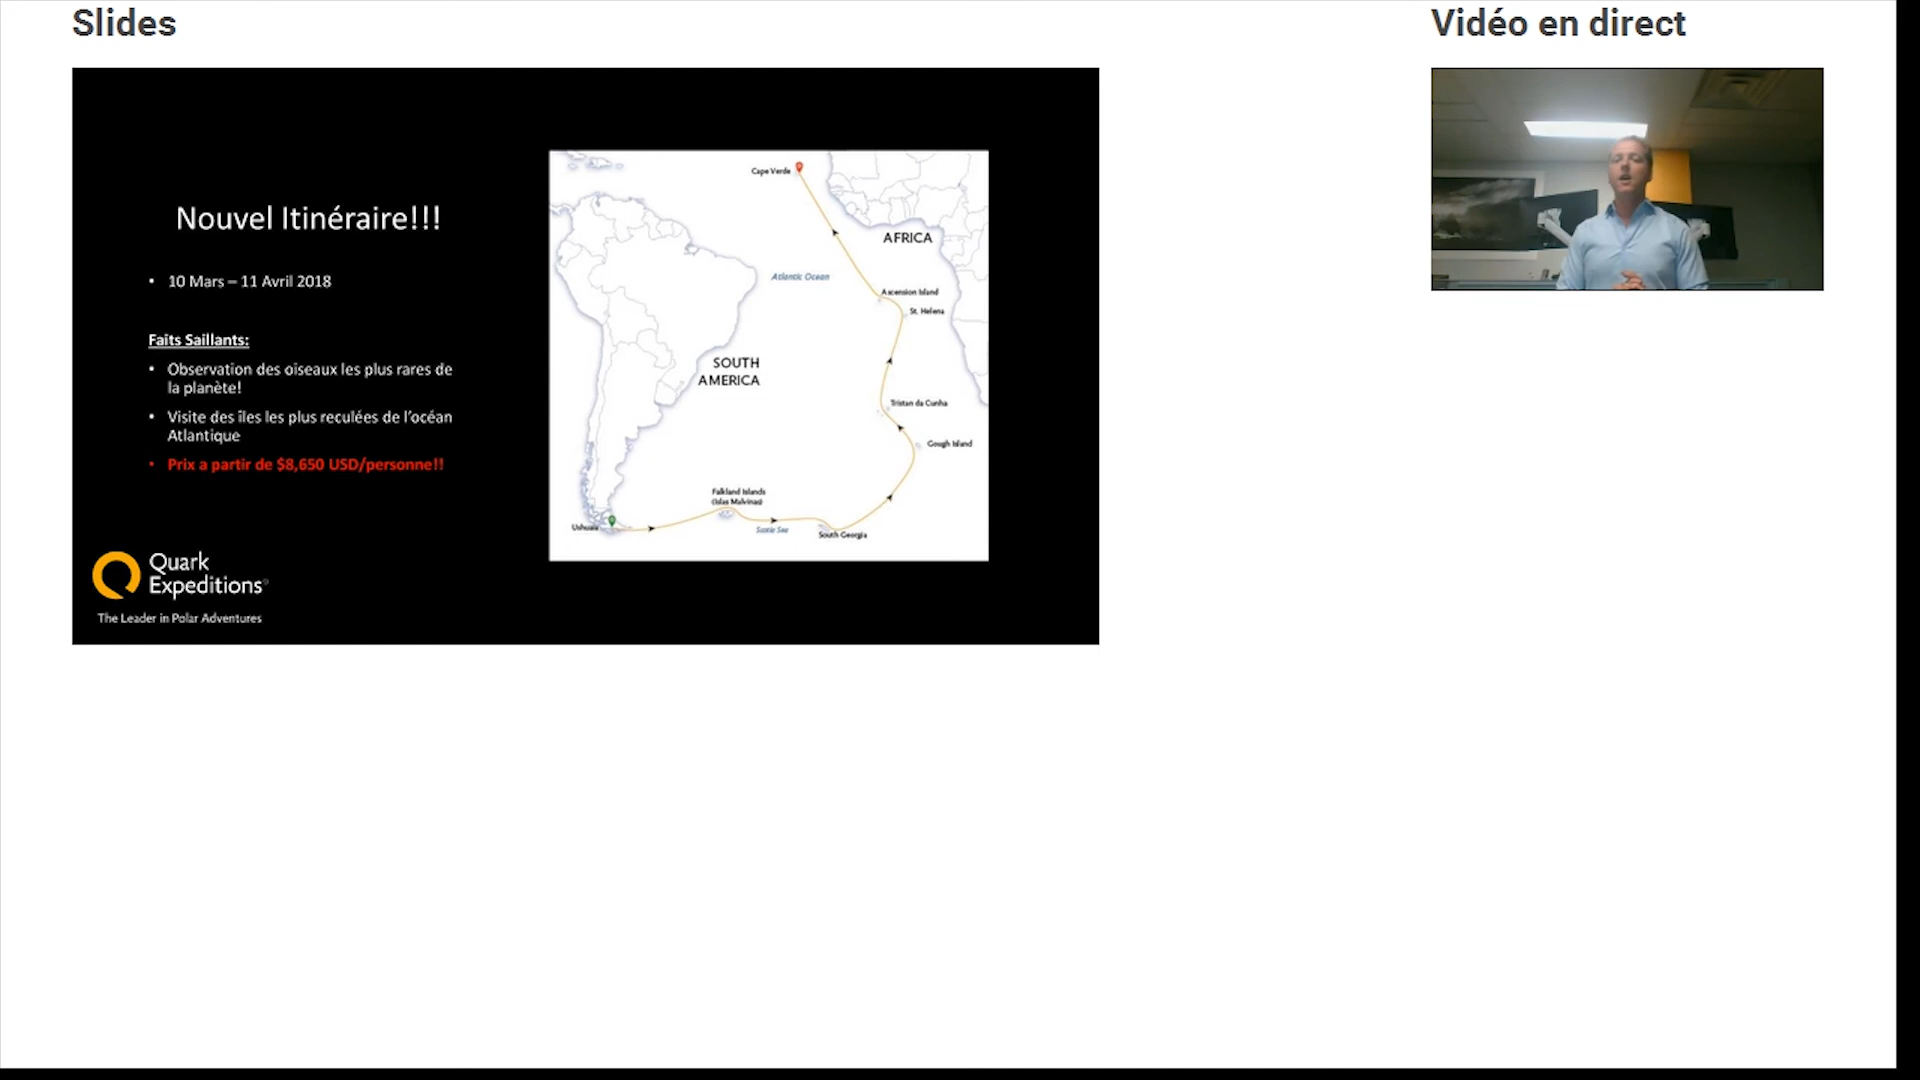 Slides
Vidéo en direct
Nouvel Itinéraire!!!
• 10 Mars – 11 Avril 2018
Faits Saillants:
• Observation des oiseaux les plus rares de
la planète!
• Visite des îles les plus reculées de l'océan
Atlantique
• Prix a partir de $8,650 USD/personne!!
Quark
Expeditions®
The Leader in Polar Adventures
Cape Verde
AFRICA
Atlantic Ocean
Ascension Island
St. Helena
SOUTH
AMERICA
Tristan da Cunha
Gough Island
Falkland Islands
(Islas Malvinas)
Ushuaia
Scotia Sea
South Georgia